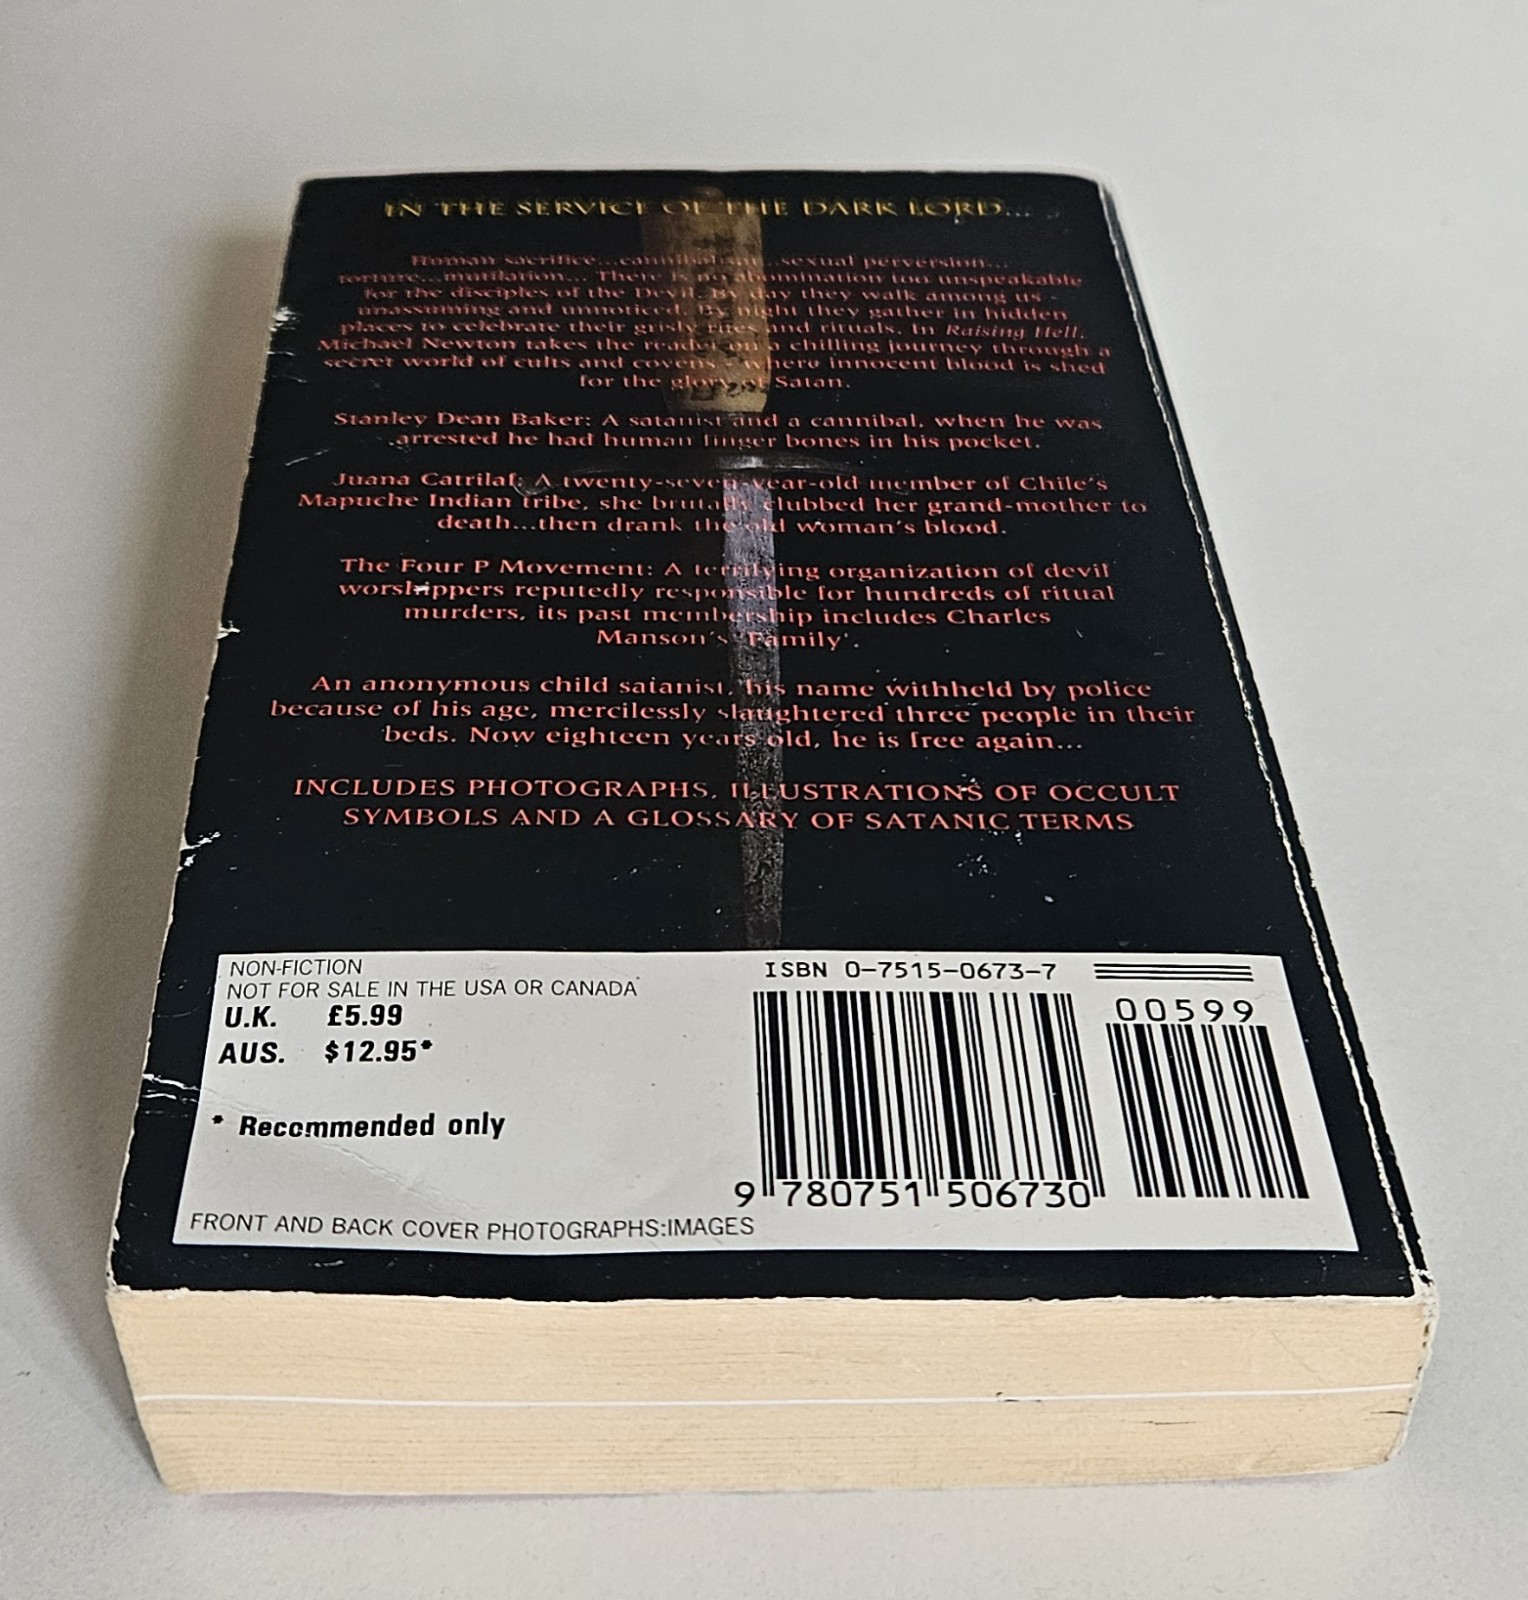 IN THE SERVICE OF THE DARK LORD...
Human sacrifice...cannibalism...sexual perversion...
torture...mutilation... There is no abomination too unspeakable
for the disciples of the Devil. By day they walk among us -
unassuming and unnoticed. By night they gather in hidden
places to celebrate their grisly rites and rituals. In Raising Hell,
Michael Newton takes the reader on a chilling journey through a
secret world of cults and covens - where innocent blood is shed
for the glory of Satan.
Stanley Dean Baker: A satanist and a cannibal, when he was
arrested he had human finger bones in his pocket.
Juana Catrilaf: A twenty-seven-year-old member of Chile's
Mapuche Indian tribe, she brutally clubbed her grand-mother to
death...then drank the old woman's blood.
The Four P Movement: A terrifying organization of devil
worshippers reputedly responsible for hundreds of ritual
murders, its past membership includes Charles
Manson's 'Family'.
An anonymous child satanist, his name withheld by police
because of his age, mercilessly slaughtered three people in their
beds. Now eighteen years old, he is free again...
INCLUDES PHOTOGRAPHS, ILLUSTRATIONS OF OCCULT
SYMBOLS AND A GLOSSARY OF SATANIC TERMS
NON-FICTION
NOT FOR SALE IN THE USA OR CANADA
U.K. £5.99
AUS. $12.95*
* Recommended only
FRONT AND BACK COVER PHOTOGRAPHS:IMAGES
ISBN 0-7515-0673-7
00599
9 780751 506730